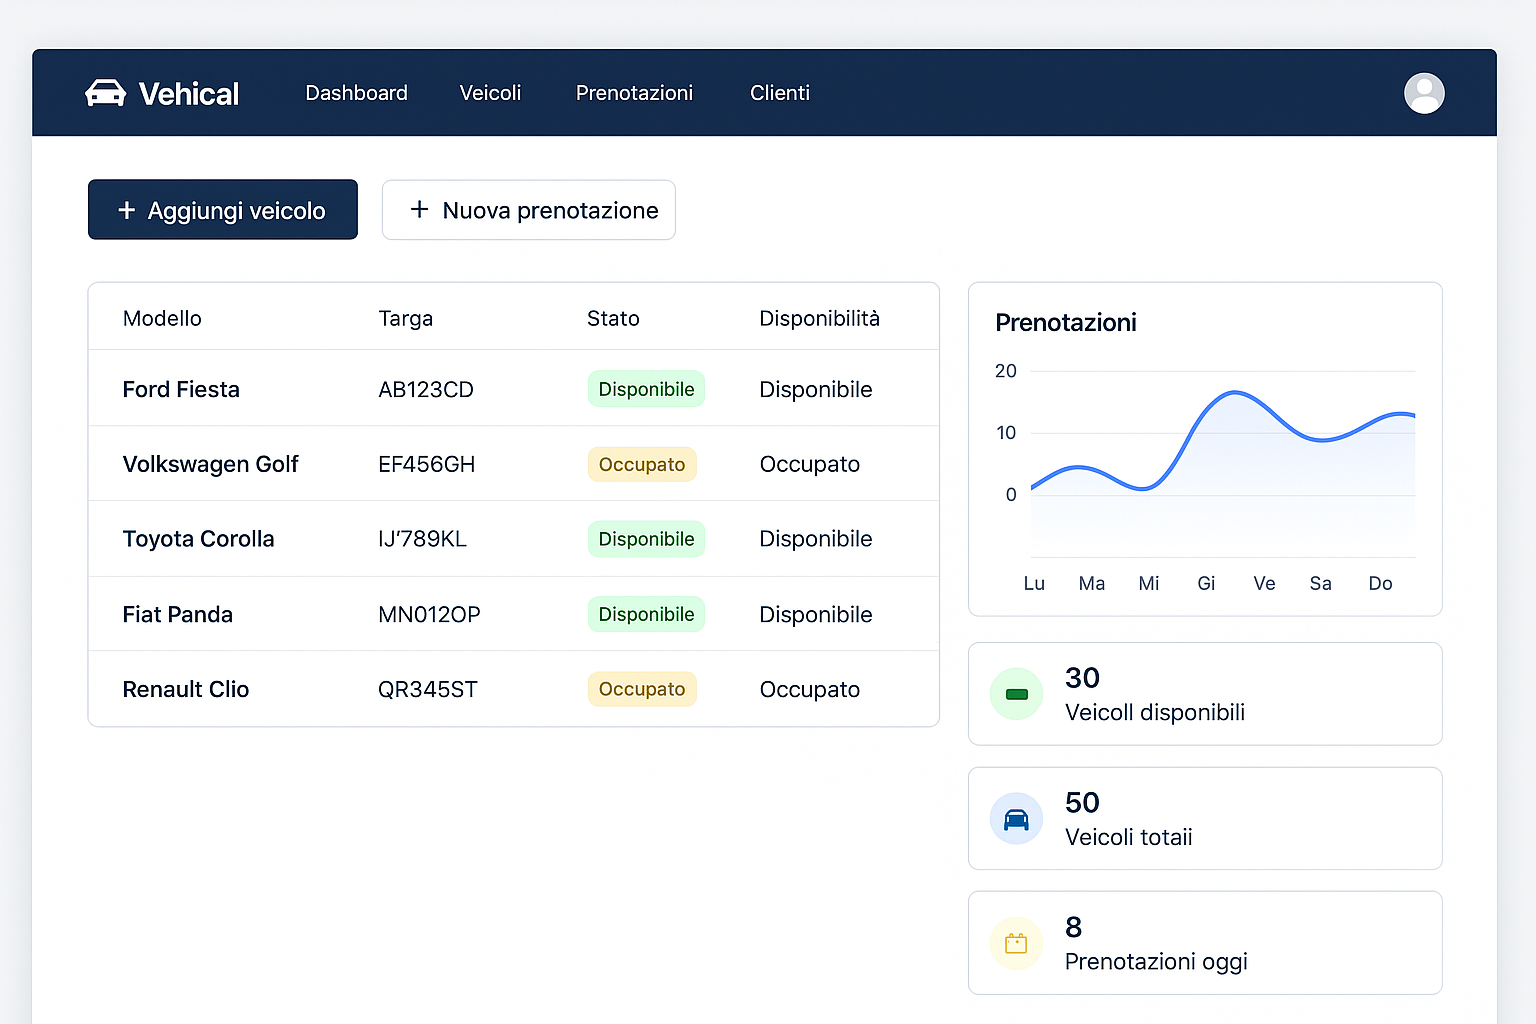 Vehical Dashboard Veicoli Prenotazioni Clienti
+ Aggiungi veicolo + Nuova prenotazione
Modello Targa Stato Disponibilità
Ford Fiesta AB123CD Disponibile Disponibile
Volkswagen Golf EF456GH Occupato Occupato
Toyota Corolla IJ'789KL Disponibile Disponibile
Fiat Panda MN012OP Disponibile Disponibile
Renault Clio QR345ST Occupato Occupato
Prenotazioni
20
10
0
Lu Ma Mi Gi Ve Sa Do
30
Veicoll disponibili
50
Veicoli totaii
8
Prenotazioni oggi